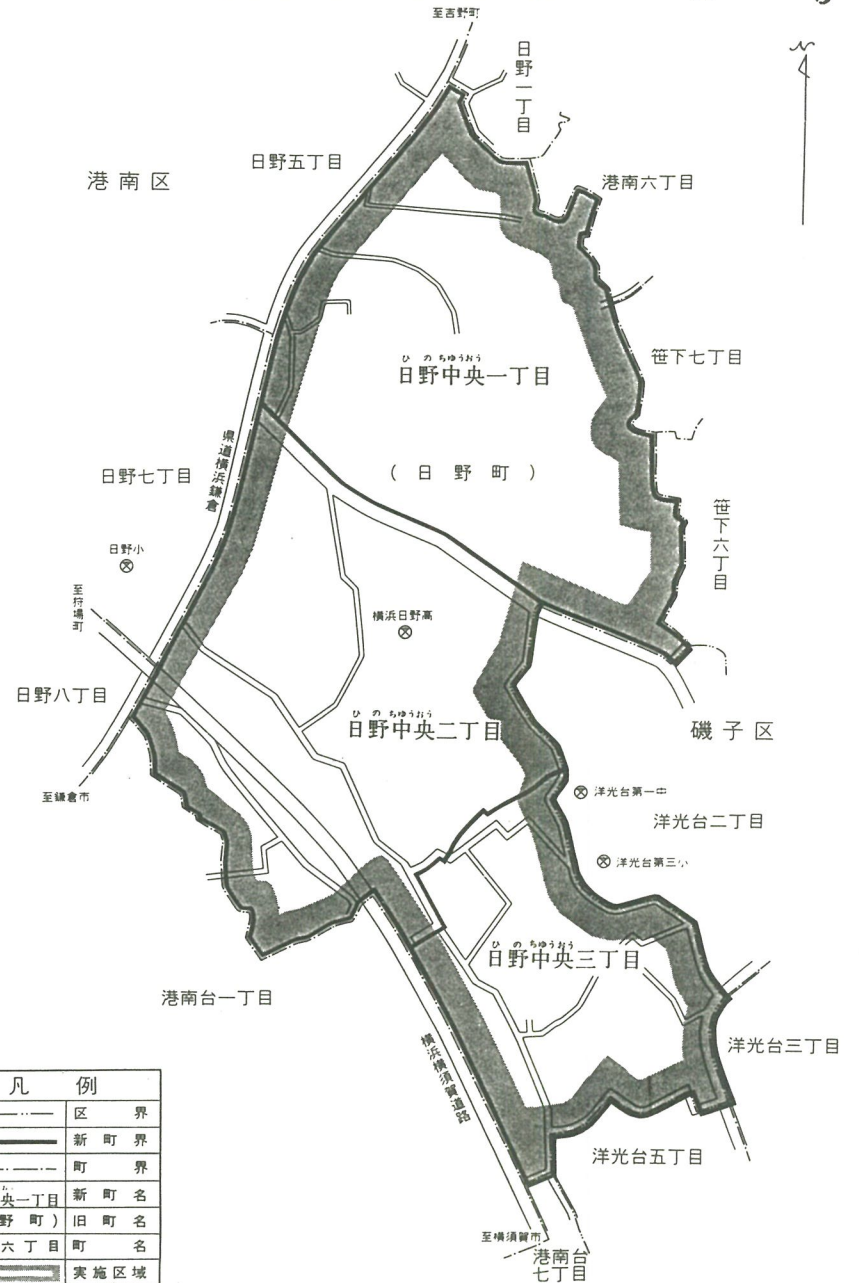 至吉野町
日野一丁目
N
港南区
日野五丁目
港南六丁目
笹下七丁目
ひのちゅうおう
日野中央一丁目
県道横浜鎌倉
日野七丁目
(日野町)
笹下六丁目
日野小
至狩場町
横浜日野高
日野八丁目
ひのちゅうおう
日野中央二丁目
磯子区
至鎌倉市
洋光台第一中
洋光台二丁目
洋光台第三小
ひのちゅうおう
日野中央三丁目
港南台一丁目
横浜横須賀道路
洋光台三丁目
洋光台五丁目
至横須賀市
港南台七丁目
凡例
区界
新町界
町界
央一丁目 新町名
野町) 旧町名
六丁目 町名
実施区域